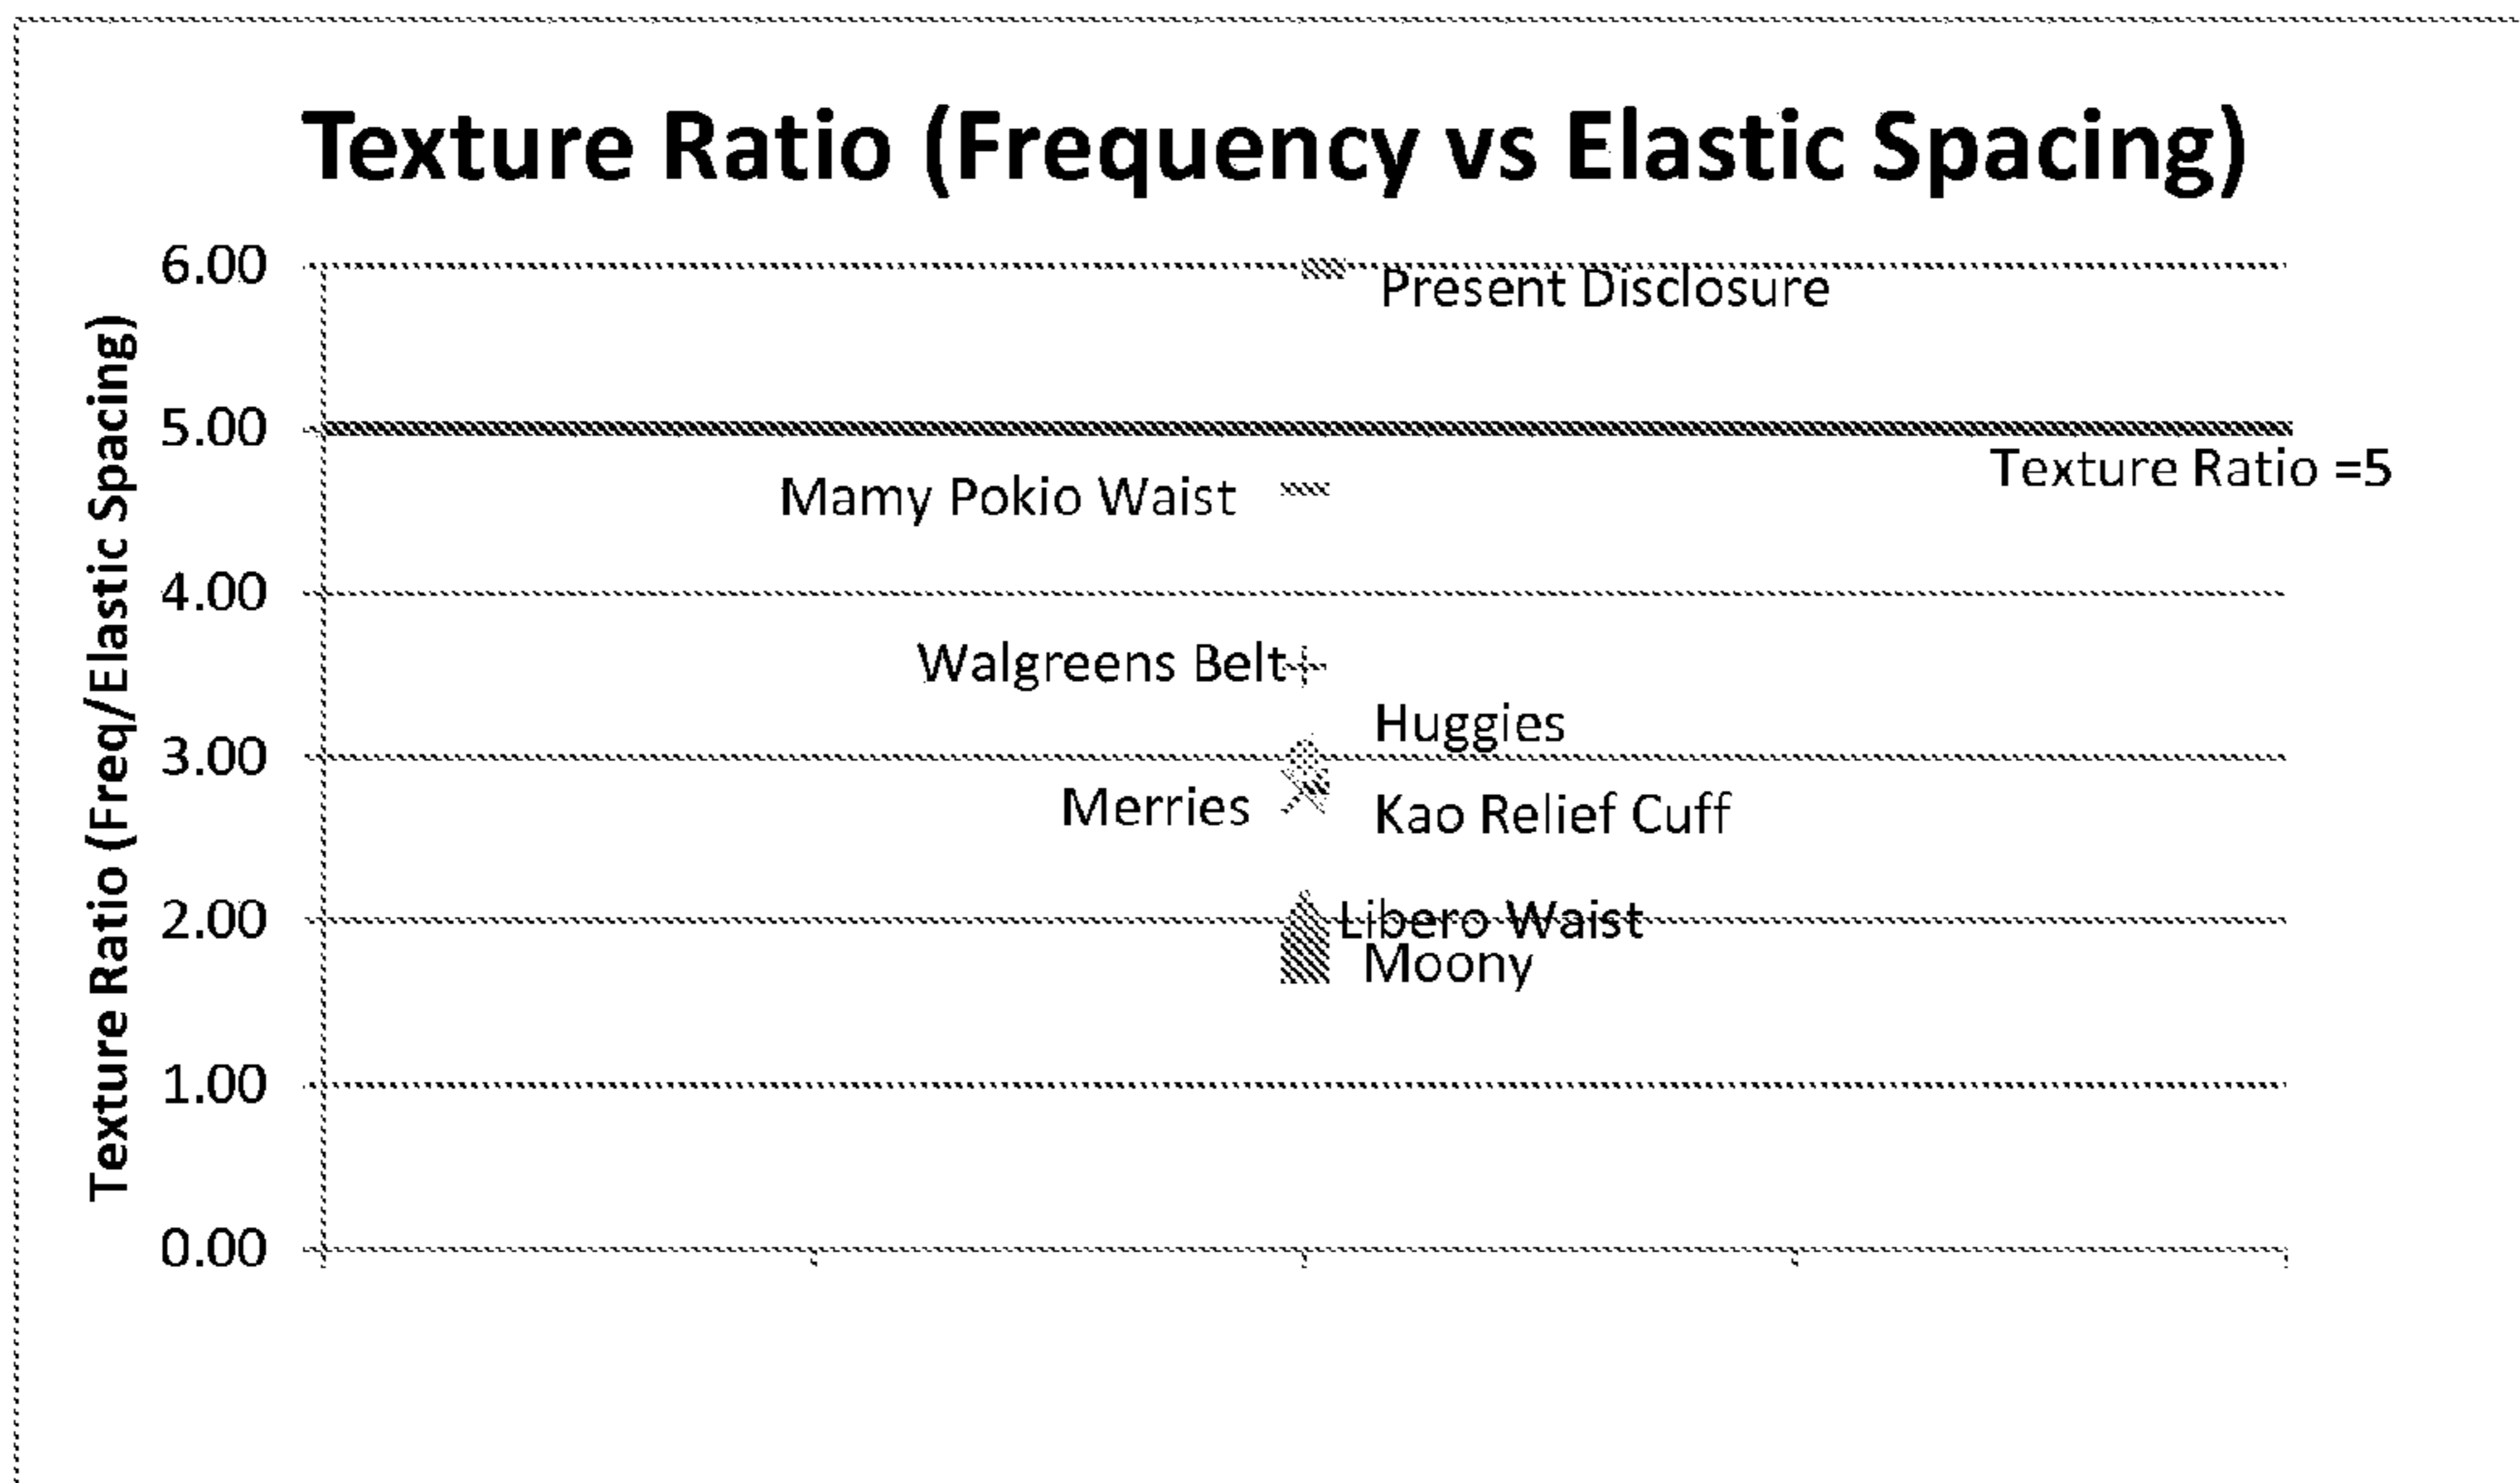 Texture Ratio (Frequency vs Elastic Spacing)
Texture Ratio (Freq/Elastic Spacing)
6.00
Present Disclosure
5.00
Texture Ratio =5
Mamy Pokio Waist
4.00
Walgreens Belt
Huggies
3.00
Merries
Kao Relief Cuff
2.00
Libero Waist
Moony
1.00
0.00